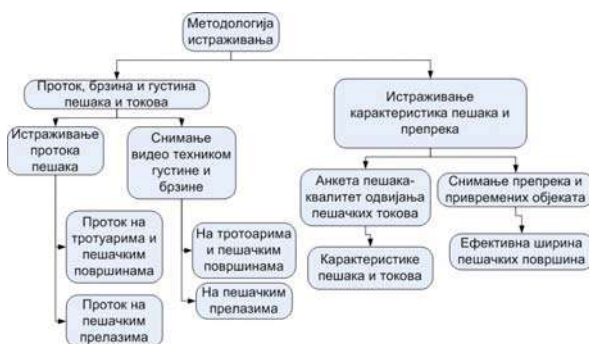 Методологија
истраживања
Проток, брзина и густина
пешака и токова
Истраживање
карактеристика пешака и
препрека
Истраживање
протока
пешака
Снимање
видео техником
густине и
брзине
Анкета пешака-
квалитет одвијања
пешачких токова
Снимање препрека и
привремених објеката
Проток на
тротуарима и
пешачким
површинама
На тротоарима
и пешачким
површинама
Карактеристике
пешака и токова
Ефективна ширина
пешачких површина
Проток на
пешачким
прелазима
На пешачким
прелазима